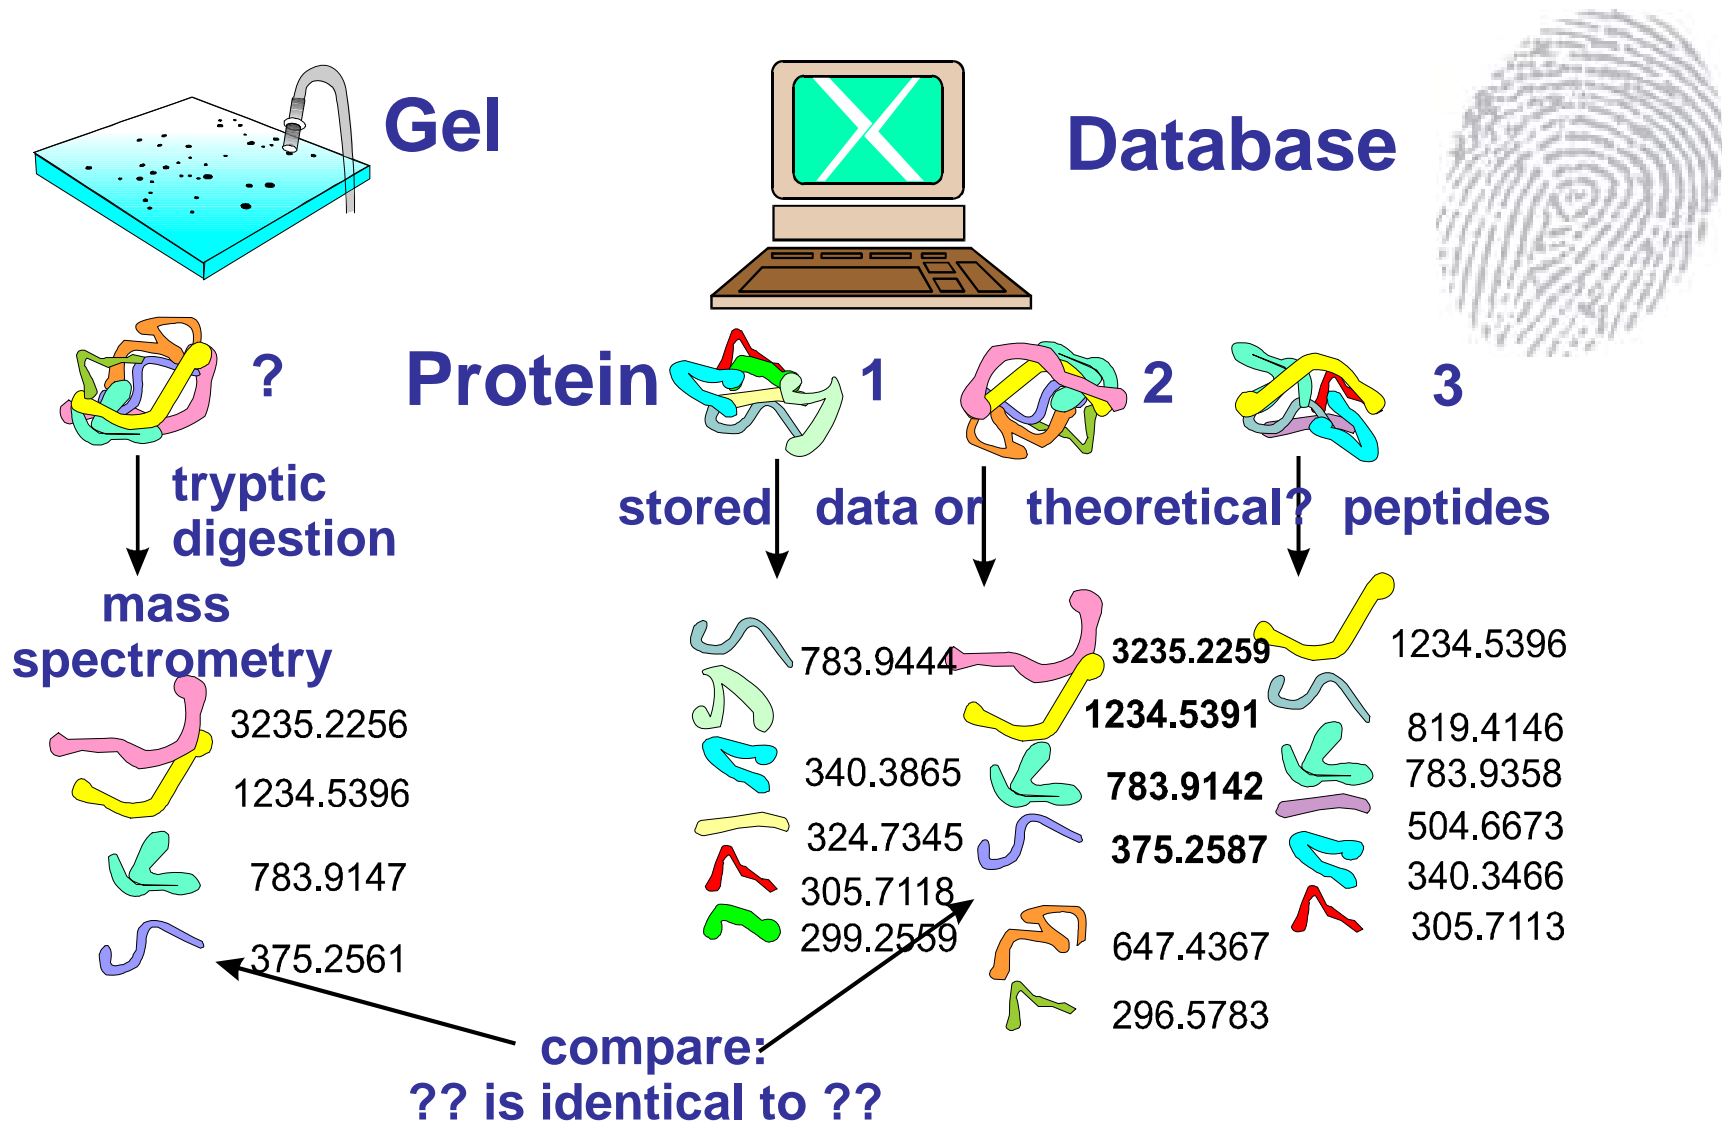 Gel
Database
?
Protein
1
2
3
tryptic
digestion
stored data or theoretical? peptides
mass
spectrometry
3235.2256
1234.5396
783.9147
375.2561
783.9444
340.3865
324.7345
305.7118
299.2559
3235.2259
1234.5391
783.9142
375.2587
647.4367
296.5783
1234.5396
819.4146
783.9358
504.6673
340.3466
305.7113
compare:
?? is identical to ??